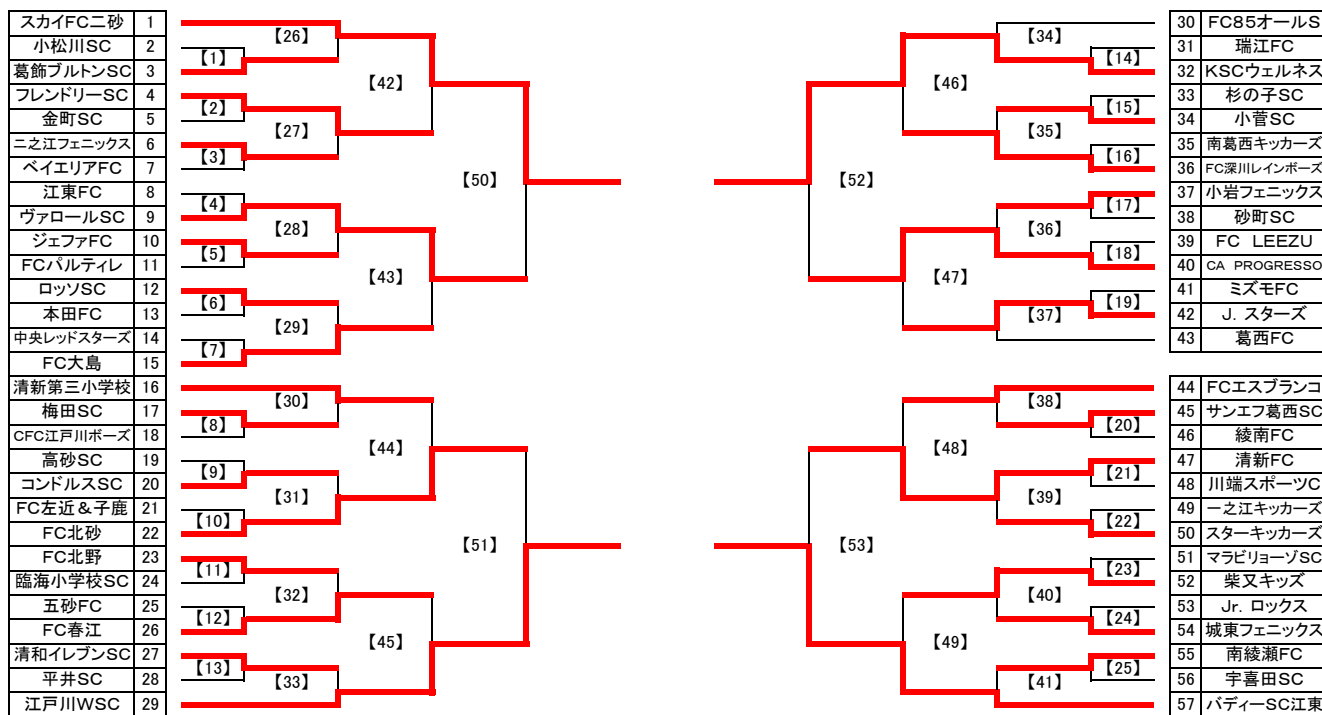 スカイFC二砂 1
小松川SC 2
葛飾ブルトンSC 3
フレンドリーSC 4
金町SC 5
二之江フェニックス 6
ベイエリアFC 7
江東FC 8
ヴァロールSC 9
ジェファFC 10
FCパルティレ 11
ロッソSC 12
本田FC 13
中央レッドスターズ 14
FC大島 15
清新第三小学校 16
梅田SC 17
CFC江戸川ボーズ 18
高砂SC 19
コンドルスSC 20
FC左近&子鹿 21
FC北砂 22
FC北野 23
臨海小学校SC 24
五砂FC 25
FC春江 26
清和イレブンSC 27
平井SC 28
江戸川WSC 29
【1】
【2】
【3】
【4】
【5】
【6】
【7】
【8】
【9】
【10】
【11】
【12】
【13】
【26】
【27】
【28】
【29】
【30】
【31】
【32】
【33】
【42】
【43】
【44】
【45】
【50】
【51】
【52】
【53】
【46】
【47】
【48】
【49】
【34】
【35】
【36】
【37】
【38】
【39】
【40】
【41】
【14】
【15】
【16】
【17】
【18】
【19】
【20】
【21】
【22】
【23】
【24】
【25】
30 FC85オールS
31 瑞江FC
32 KSCウェルネス
33 杉の子SC
34 小菅SC
35 南葛西キッカーズ
36 FC深川レインボーズ
37 小岩フェニックス
38 砂町SC
39 FC LEEZU
40 CA PROGRESSO
41 ミズモFC
42 J. スターズ
43 葛西FC
44 FCエスブランコ
45 サンエフ葛西SC
46 綾南FC
47 清新FC
48 川端スポーツC
49 一之江キッカーズ
50 スターキッカーズ
51 マラビリョーゾSC
52 柴又キッズ
53 Jr. ロックス
54 城東フェニックス
55 南綾瀬FC
56 宇喜田SC
57 バディーSC江東